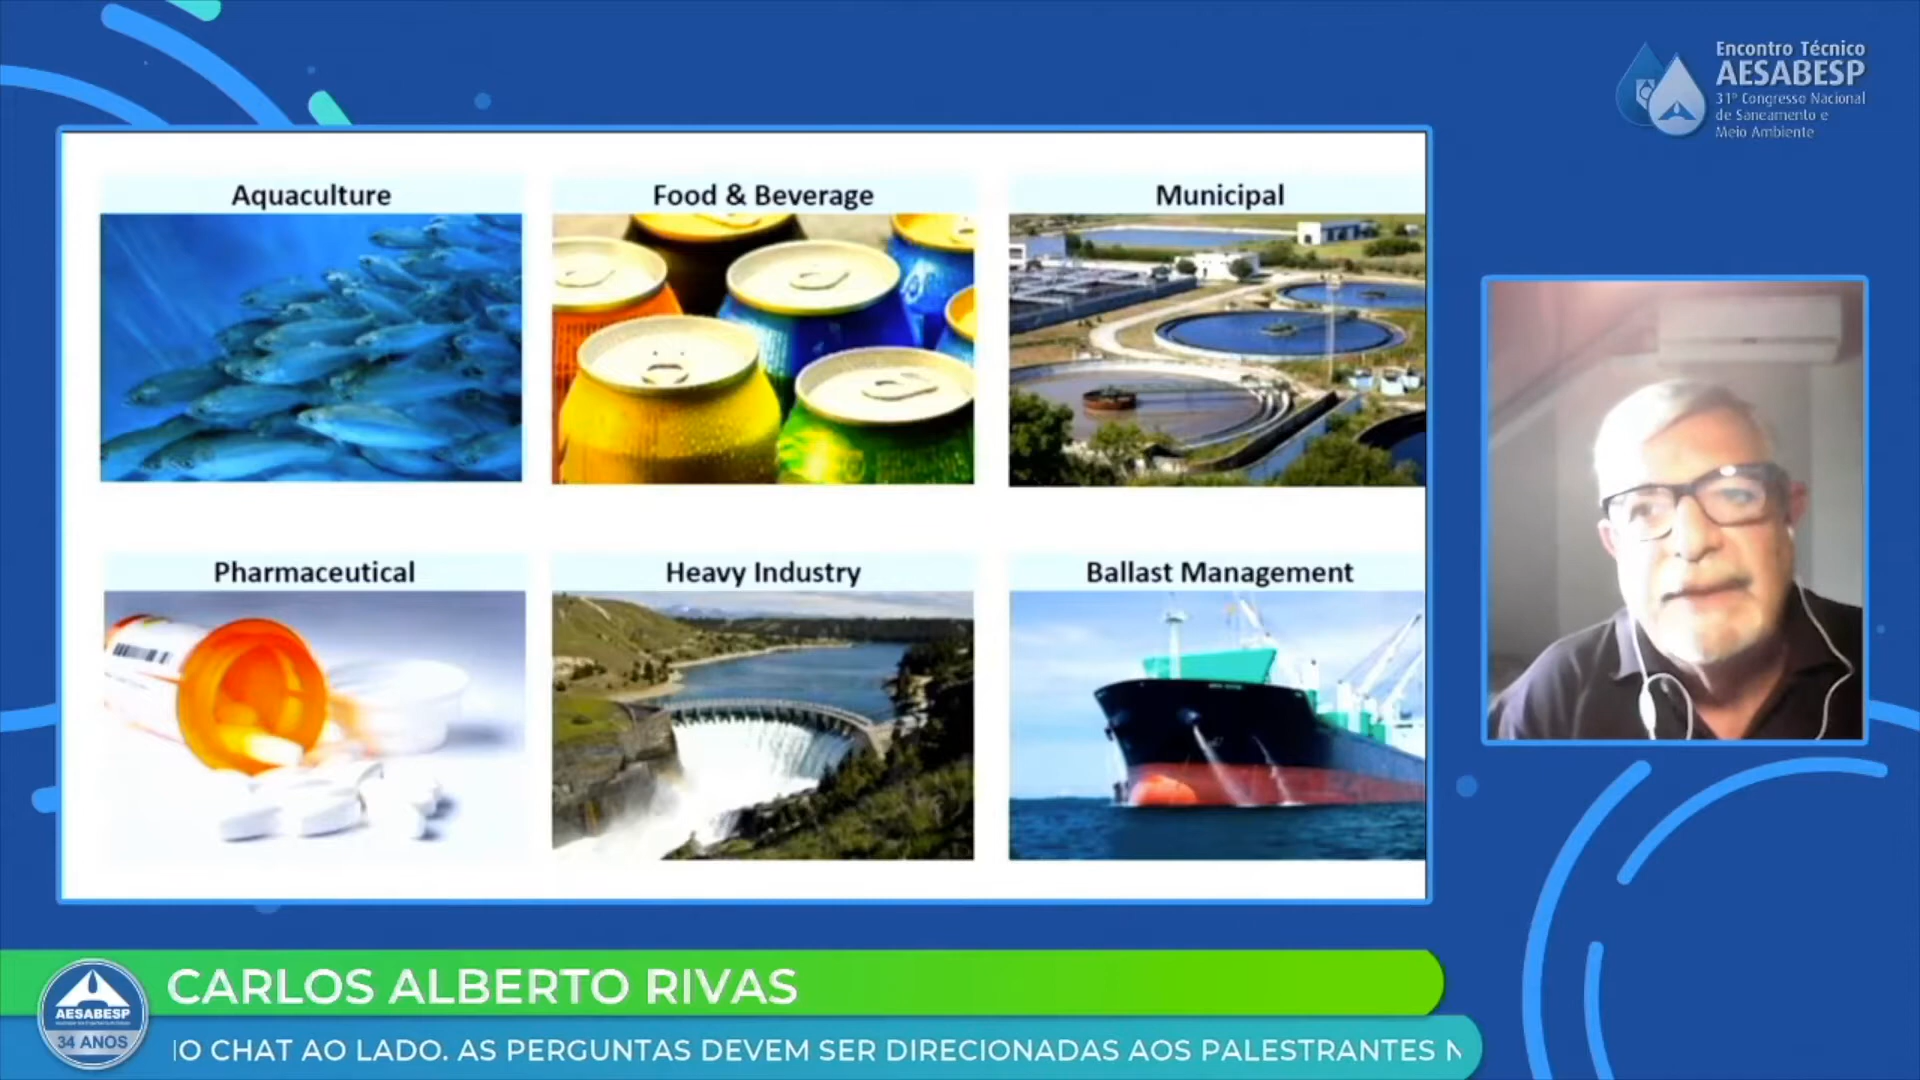 Encontro Técnico
AESABESP
31º Congresso Nacional
de Saneamento e
Meio Ambiente
Aquaculture
Food & Beverage
Municipal
Pharmaceutical
Heavy Industry
Ballast Management
CARLOS ALBERTO RIVAS
AESABESP
34 ANOS
IO CHAT AO LADO. AS PERGUNTAS DEVEM SER DIRECIONADAS AOS PALESTRANTES N